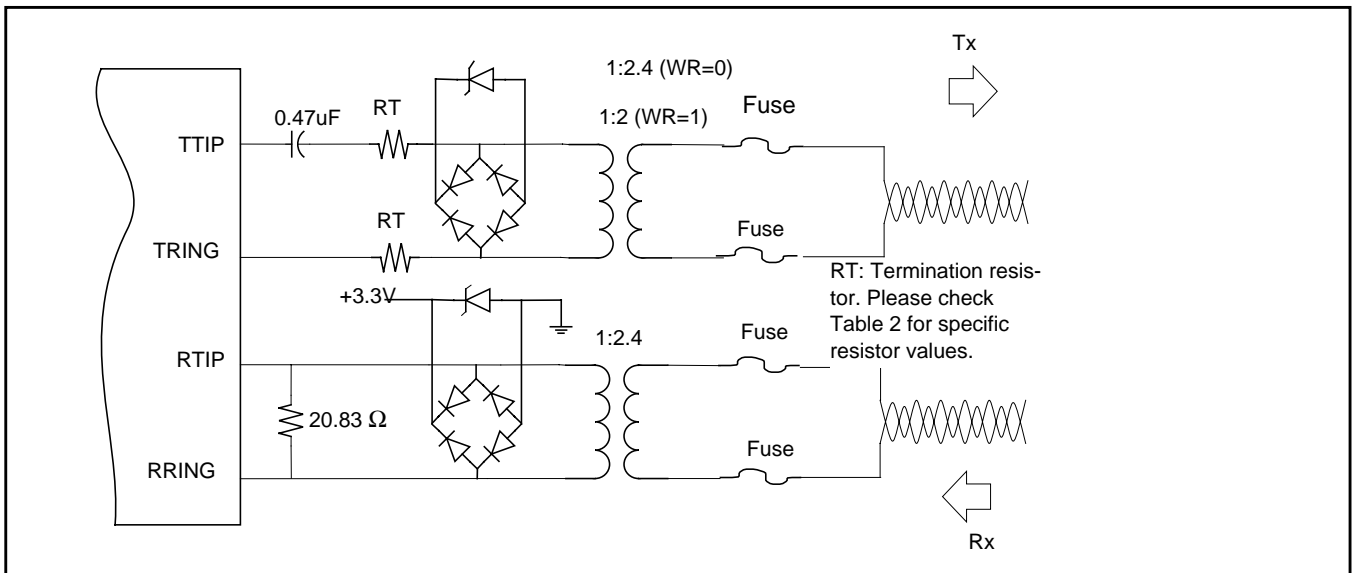 Tx
1:2.4 (WR=0)
Fuse
0.47uF
RT
1:2 (WR=1)
TTIP
RT
Fuse
TRING
RT: Termination resis-
tor. Please check
Table 2 for specific
resistor values.
+3.3V
1:2.4
Fuse
RTIP
20.83 Ω
Fuse
RRING
Rx